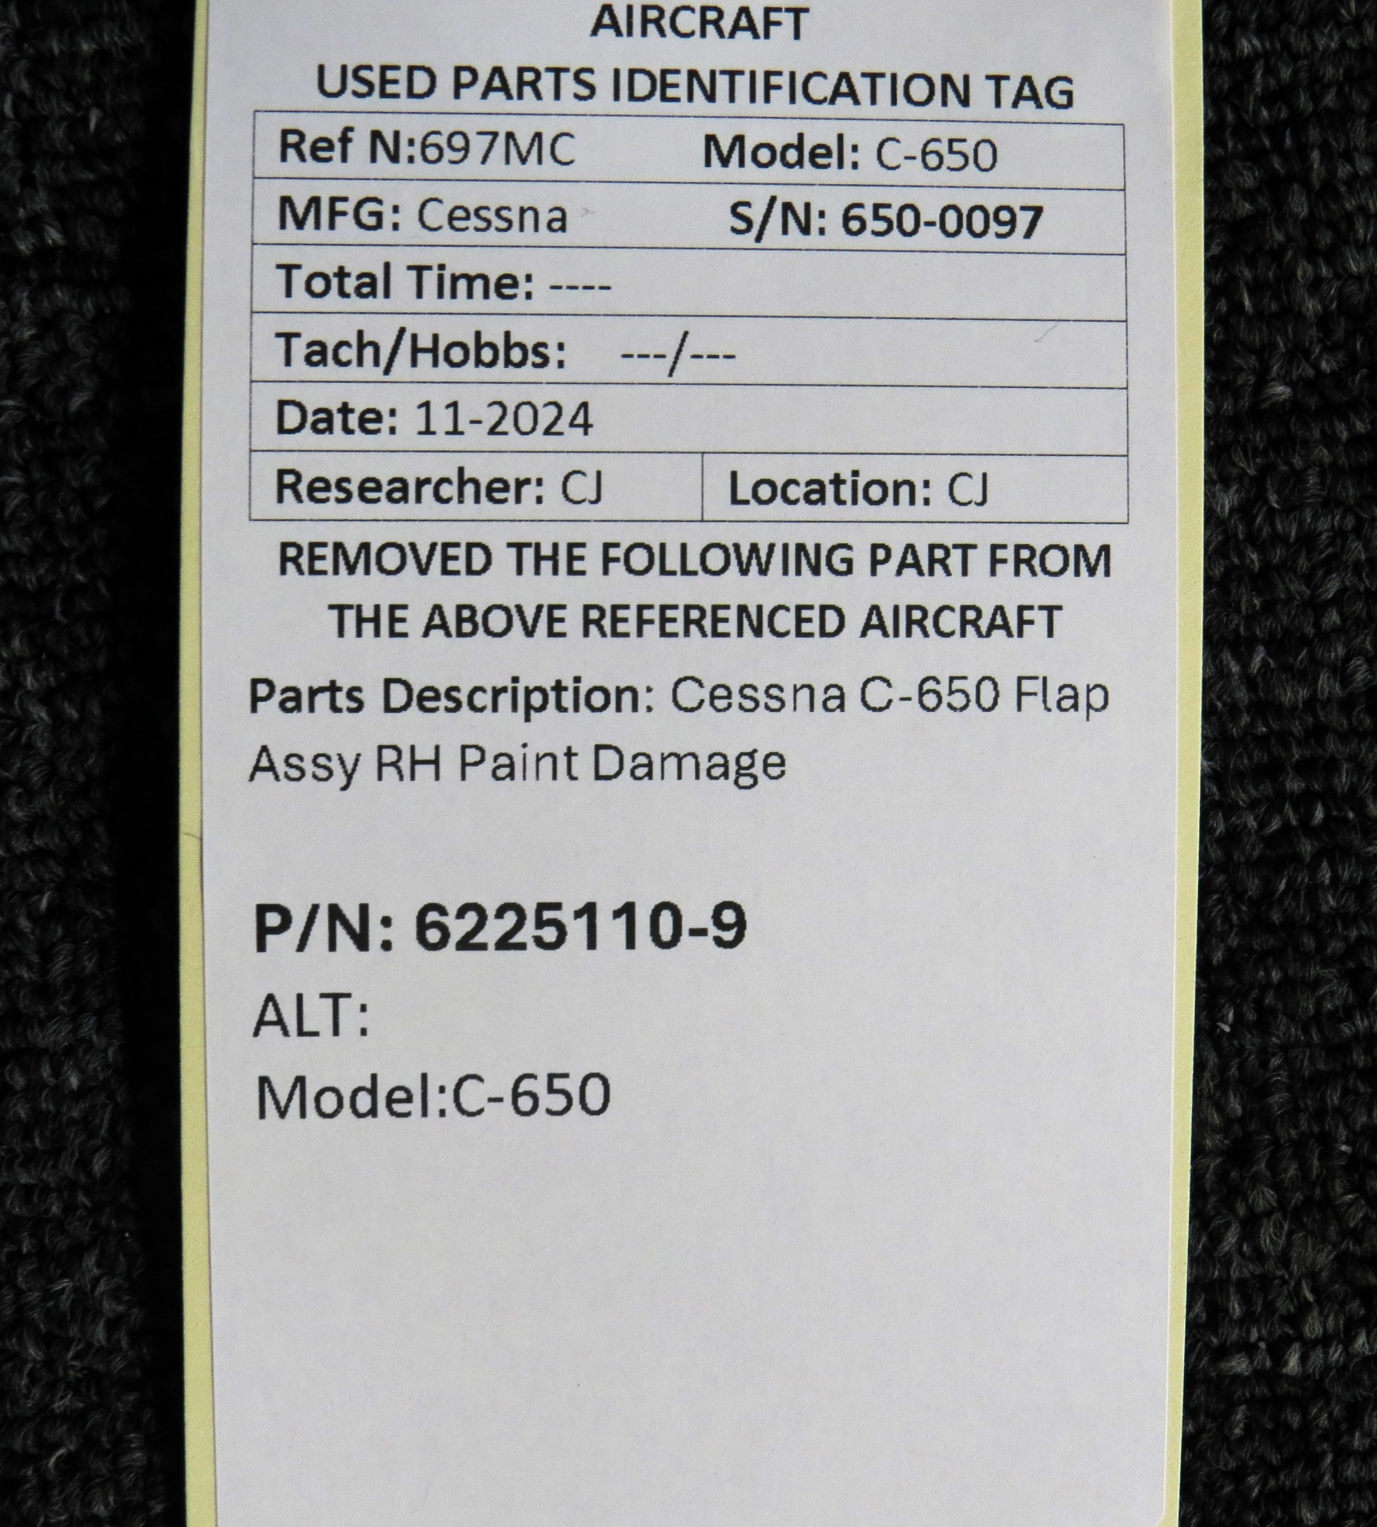 AIRCRAFT
USED PARTS IDENTIFICATION TAG
Ref N:697MC Model: C-650
MFG: Cessna S/N: 650-0097
Total Time: ----
Tach/Hobbs: ---/---
Date: 11-2024
Researcher: CJ Location: CJ
REMOVED THE FOLLOWING PART FROM
THE ABOVE REFERENCED AIRCRAFT
Parts Description: Cessna C-650 Flap
Assy RH Paint Damage
P/N: 6225110-9
ALT:
Model:C-650